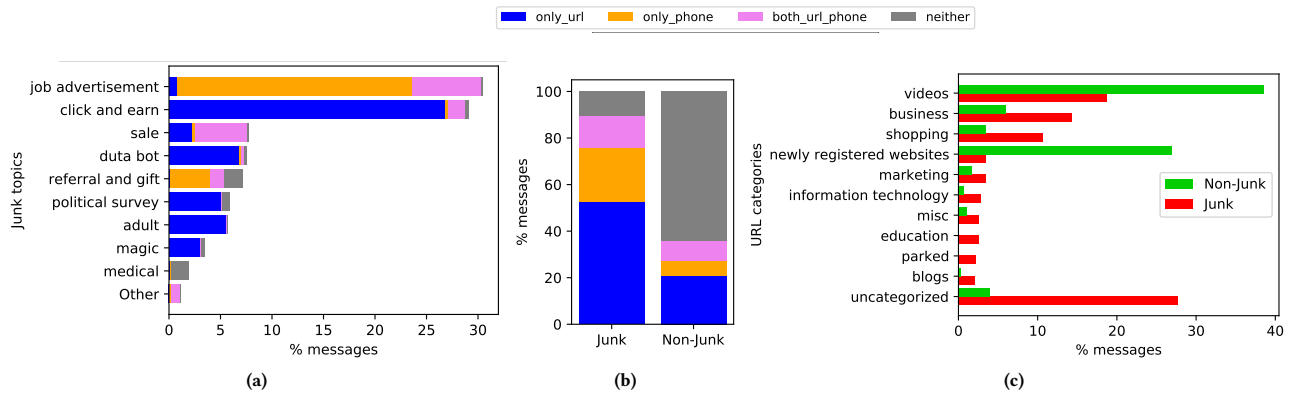 only_url only_phone both_url_phone neither
Junk topics
job advertisement
click and earn
sale
duta bot
referral and gift
political survey
adult
magic
medical
Other
0 5 10 15 20 25 30
% messages
(a)
% messages
100
80
60
40
20
0
Junk Non-Junk
(b)
URL categories
videos
business
shopping
newly registered websites
marketing
information technology
misc
education
parked
blogs
uncategorized
Non-Junk
Junk
0 10 20 30 40
% messages
(c)